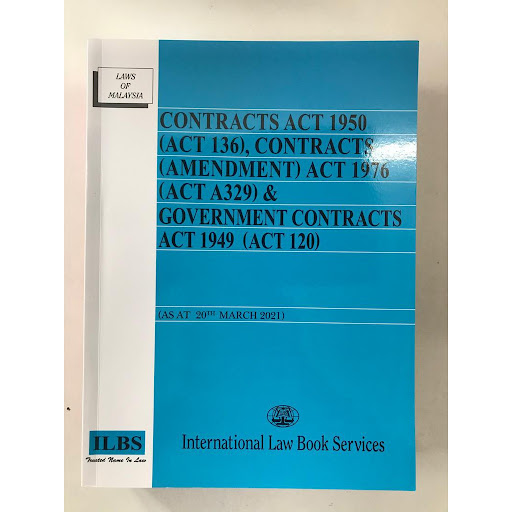 LAWS
OF
MALAYSIA
CONTRACTS ACT 1950
(ACT 136), CONTRACTS
(AMENDMENT) ACT 1976
(ACT A329) &
GOVERNMENT CONTRACTS
ACT 1949 (ACT 120)
(AS AT 20TH MARCH 2021)
ILBS
Trusted Name In Law
International Law Book Services